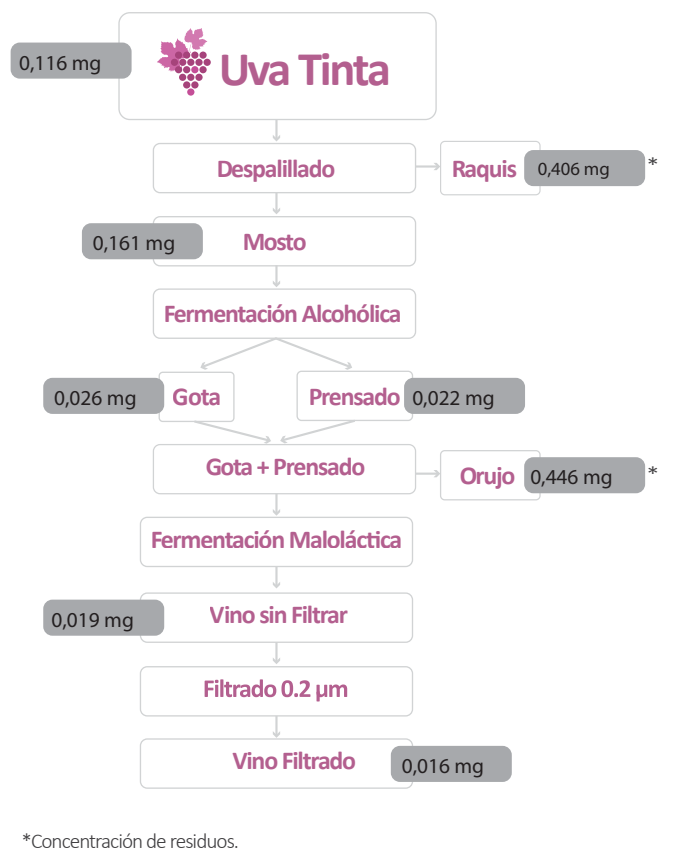 0,116 mg
Uva Tinta
Despalillado
Raquis
0,406 mg
*
0,161 mg
Mosto
Fermentación Alcohólica
0,026 mg
Gota
Prensado
0,022 mg
Gota + Prensado
Orujo
0,446 mg
*
Fermentación Maloláctica
0,019 mg
Vino sin Filtrar
Filtrado 0.2 µm
Vino Filtrado
0,016 mg
*Concentración de residuos.